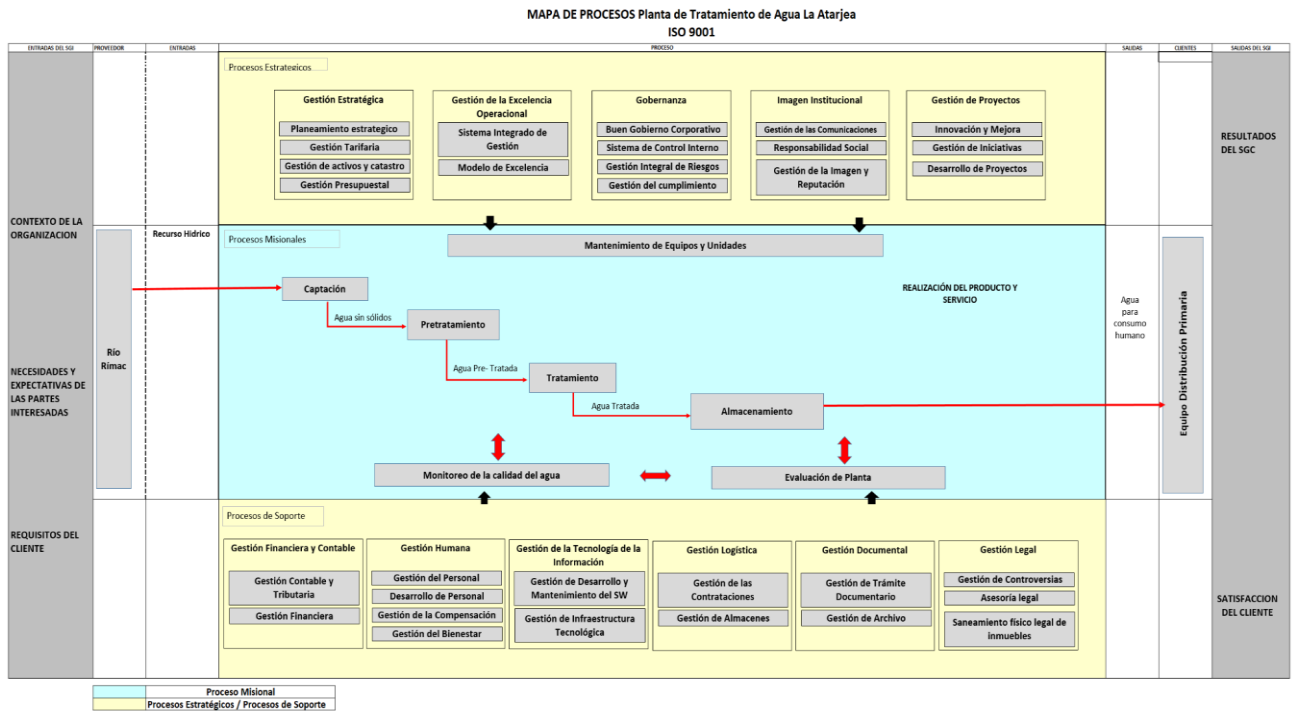 MAPA DE PROCESOS Planta de Tratamiento de Agua La Atarjea
ISO 9001
ENTRADAS DEL SGI
PROVEEDOR
ENTRADAS
PROCESO
SALIDAS
CLIENTES
SALIDAS DEL SGI
CONTEXTO DE LA
ORGANIZACION
NECESIDADES Y
EXPECTATIVAS DE
LAS PARTES
INTERESADAS
REQUISITOS DEL
CLIENTE
Río
Rímac
Recurso Hídrico
Procesos Estrategicos
Gestión Estratégica
Planeamiento estrategico
Gestión Tarifaria
Gestión de activos y catastro
Gestión Presupuestal
Gestión de la Excelencia
Operacional
Sistema Integrado de
Gestión
Modelo de Excelencia
Gobernanza
Buen Gobierno Corporativo
Sistema de Control Interno
Gestión Integral de Riesgos
Gestión del cumplimiento
Imagen Institucional
Gestión de las Comunicaciones
Responsabilidad Social
Gestión de la Imagen y
Reputación
Gestión de Proyectos
Innovación y Mejora
Gestión de Iniciativas
Desarrollo de Proyectos
Procesos Misionales
Mantenimiento de Equipos y Unidades
REALIZACIÓN DEL PRODUCTO Y
SERVICIO
Captación
Agua sin sólidos
Pretratamiento
Agua Pre- Tratada
Tratamiento
Agua Tratada
Almacenamiento
Monitoreo de la calidad del agua
Evaluación de Planta
Procesos de Soporte
Gestión Financiera y Contable
Gestión Contable y
Tributaria
Gestión Financiera
Gestión Humana
Gestión del Personal
Desarrollo de Personal
Gestión de la Compensación
Gestión del Bienestar
Gestión de la Tecnología de la
Información
Gestión de Desarrollo y
Mantenimiento del SW
Gestión de Infraestructura
Tecnológica
Gestión Logística
Gestión de las
Contrataciones
Gestión de Almacenes
Gestión Documental
Gestión de Trámite
Documentario
Gestión de Archivo
Gestión Legal
Gestión de Controversias
Asesoría legal
Saneamiento físico legal de
inmuebles
Agua
para
consumo
humano
Equipo Distribución Primaria
RESULTADOS
DEL SGC
SATISFACCION
DEL CLIENTE
Proceso Misional
Procesos Estratégicos / Procesos de Soporte